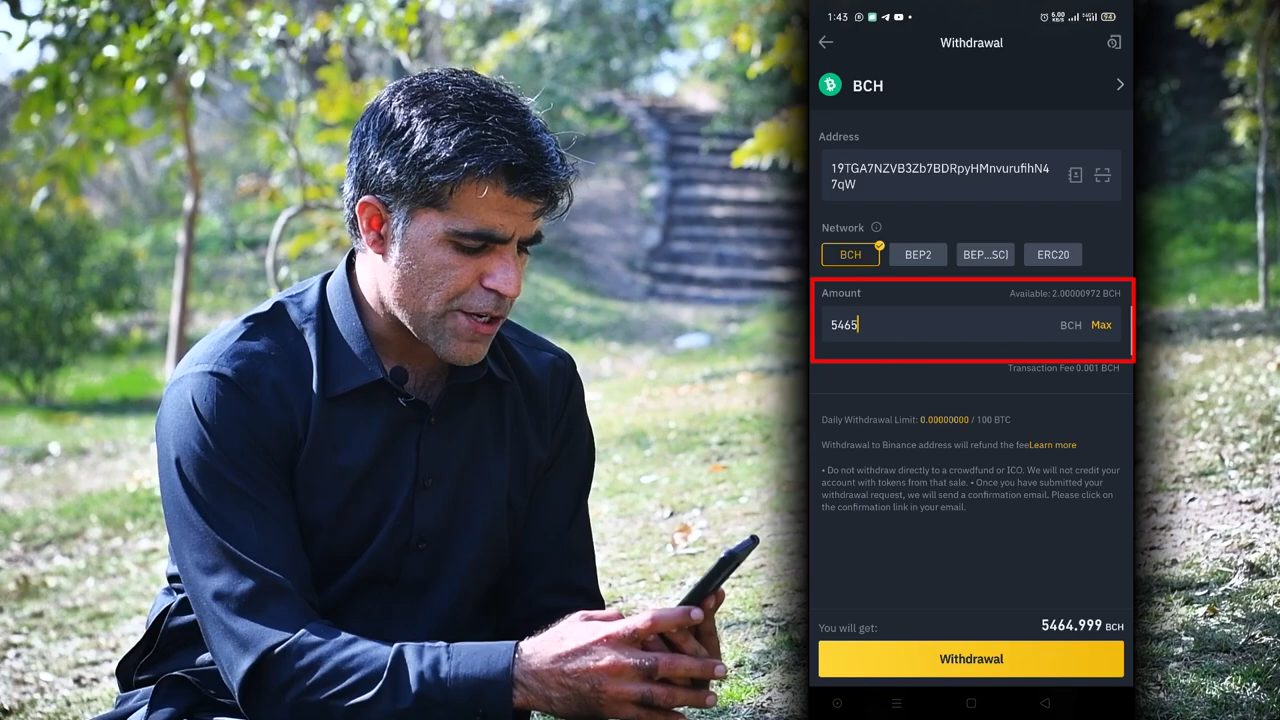 1:43
6.00
KB/S
94
Withdrawal
BCH
Address
19TGA7NZVB3Zb7BDRpyHMnvurufihN4
7qW
Network
BCH BEP2 BEP...SC) ERC20
Amount Available: 2.00000972 BCH
5465 BCH Max
Transaction Fee 0.001 BCH
Daily Withdrawal Limit: 0.00000000 / 100 BTC
Withdrawal to Binance address will refund the feeLearn more
• Do not withdraw directly to a crowdfund or ICO. We will not credit your
account with tokens from that sale. • Once you have submitted your
withdrawal request, we will send a confirmation email. Please click on
the confirmation link in your email.
You will get: 5464.999 BCH
Withdrawal